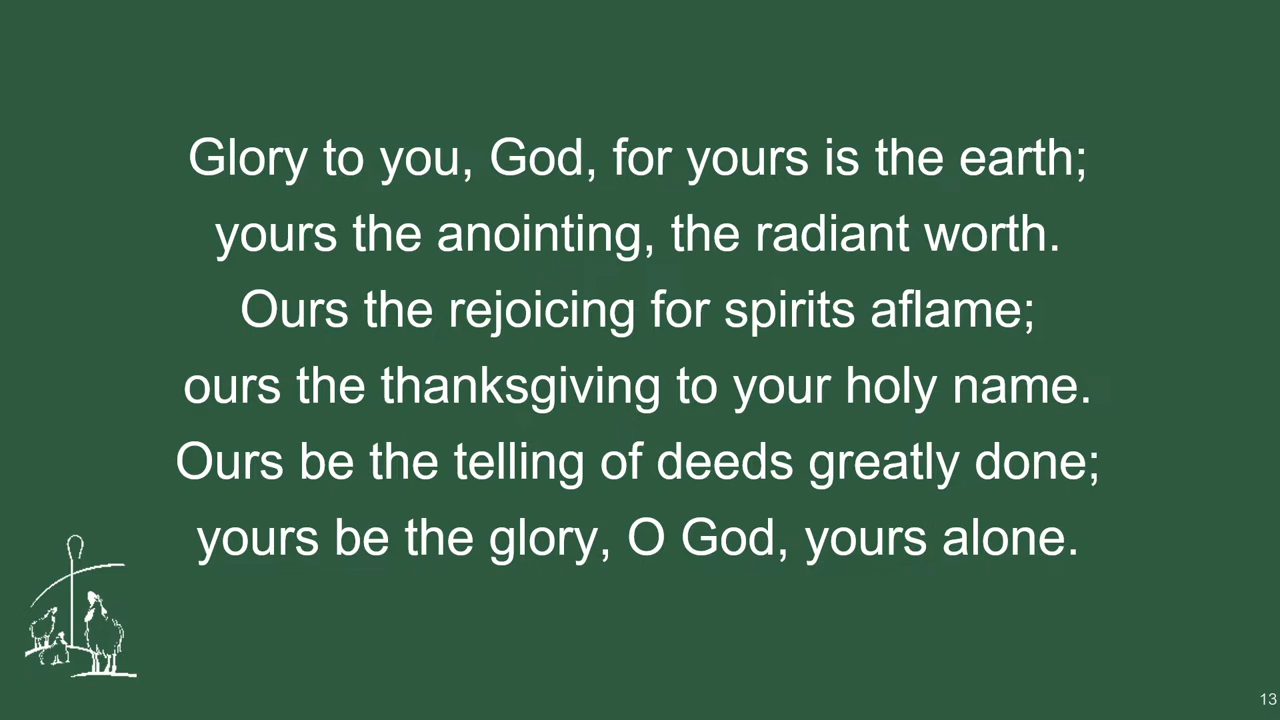 Glory to you, God, for yours is the earth;
yours the anointing, the radiant worth.
Ours the rejoicing for spirits aflame;
ours the thanksgiving to your holy name.
Ours be the telling of deeds greatly done;
yours be the glory, O God, yours alone.
13